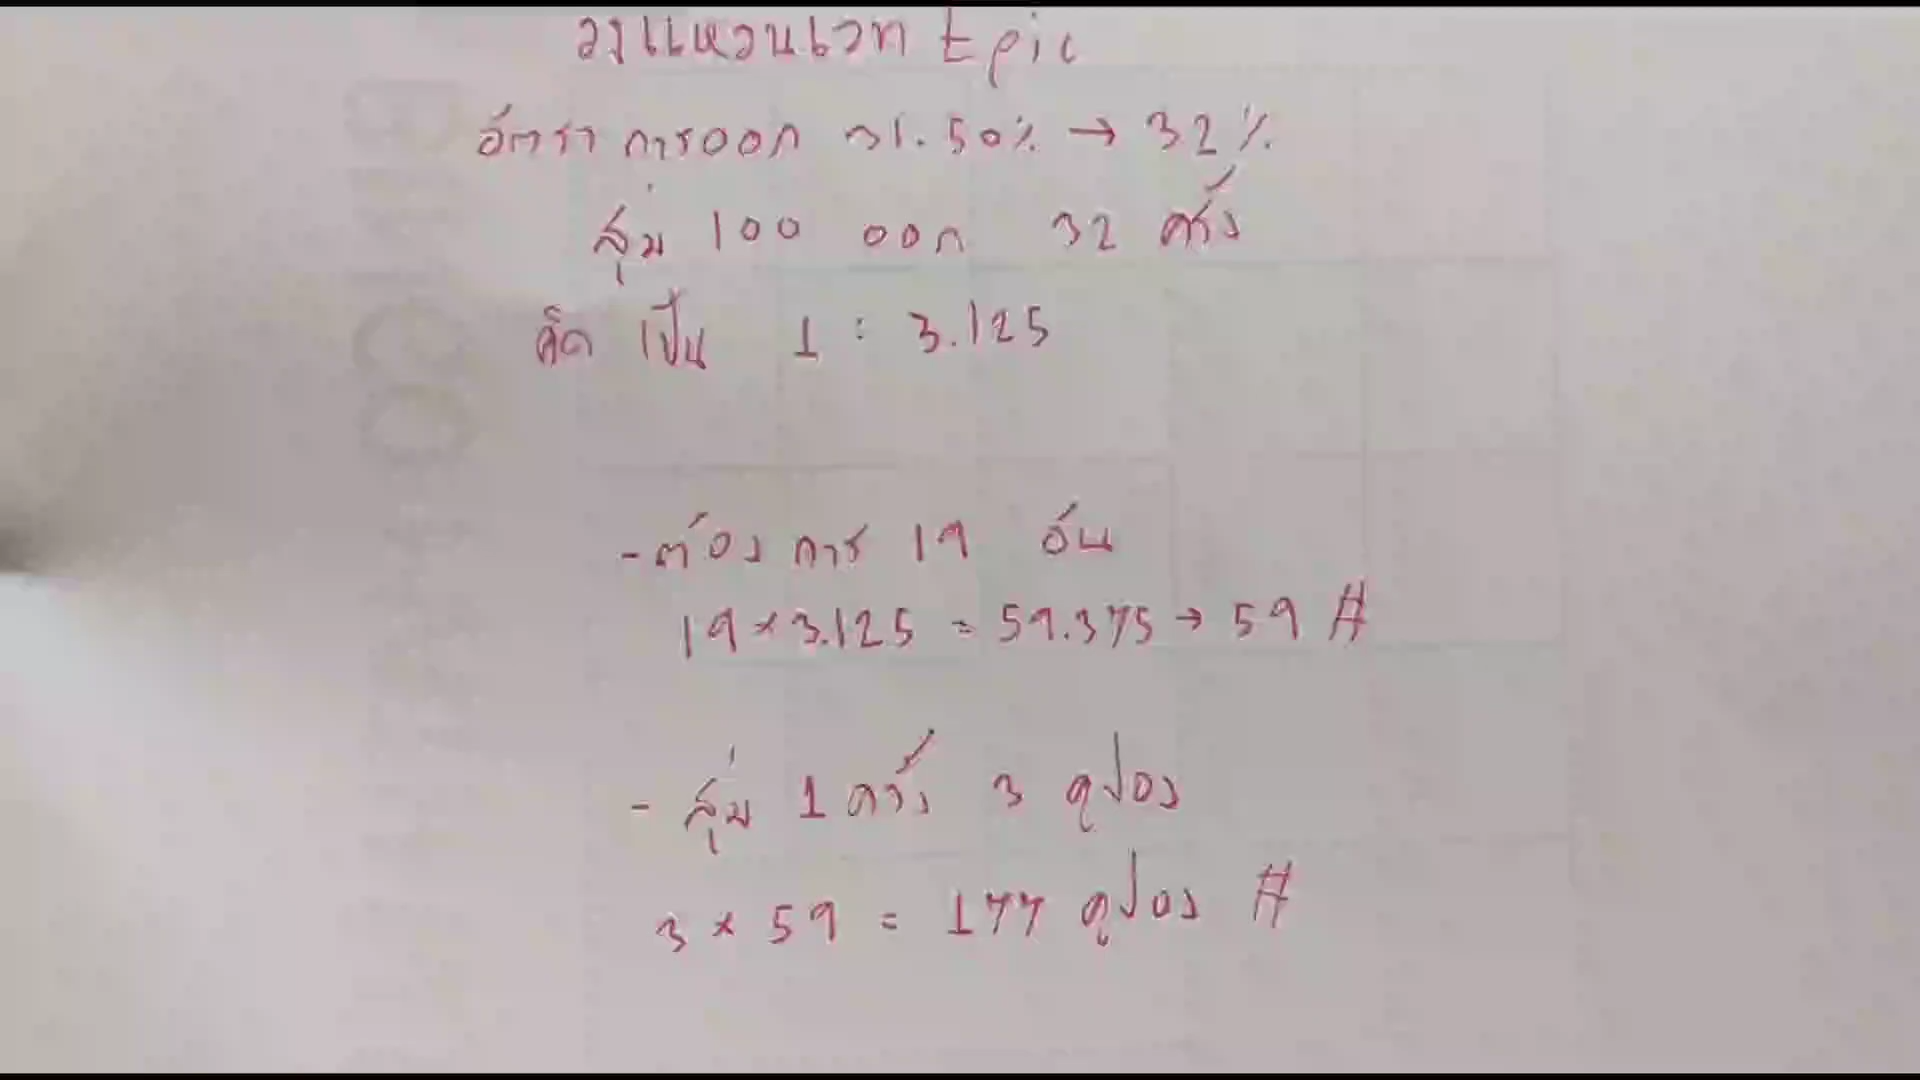 วงแหวนเวท Epic
อัตราการออก 31.50% → 32%
สุ่ม 100 ออก 32 ครั้ง
คิดเป็น 1 : 3.125
- ต้องการ 19 อัน
19 × 3.125 = 59.375 → 59 #
- สุ่ม 1 ครั้ง 3 คูปอง
3 × 59 = 177 คูปอง #